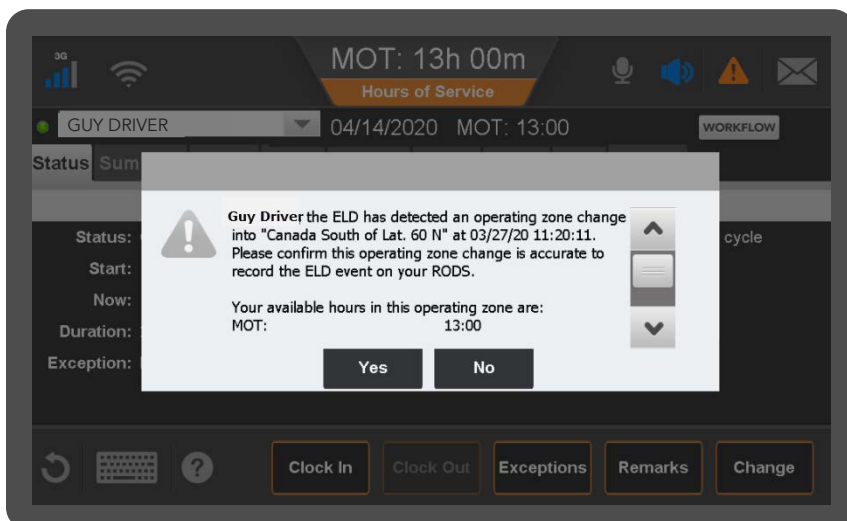 3G
MOT: 13h 00m
Hours of Service
GUY DRIVER
04/14/2020 MOT: 13:00
WORKFLOW
Status Sum
Guy Driver the ELD has detected an operating zone change
into "Canada South of Lat. 60 N" at 03/27/20 11:20:11.
Please confirm this operating zone change is accurate to
record the ELD event on your RODS.
Your available hours in this operating zone are:
MOT: 13:00
Yes No
Status:
cycle
Start:
Now:
Duration:
Exception:
Clock In Clock Out Exceptions Remarks Change